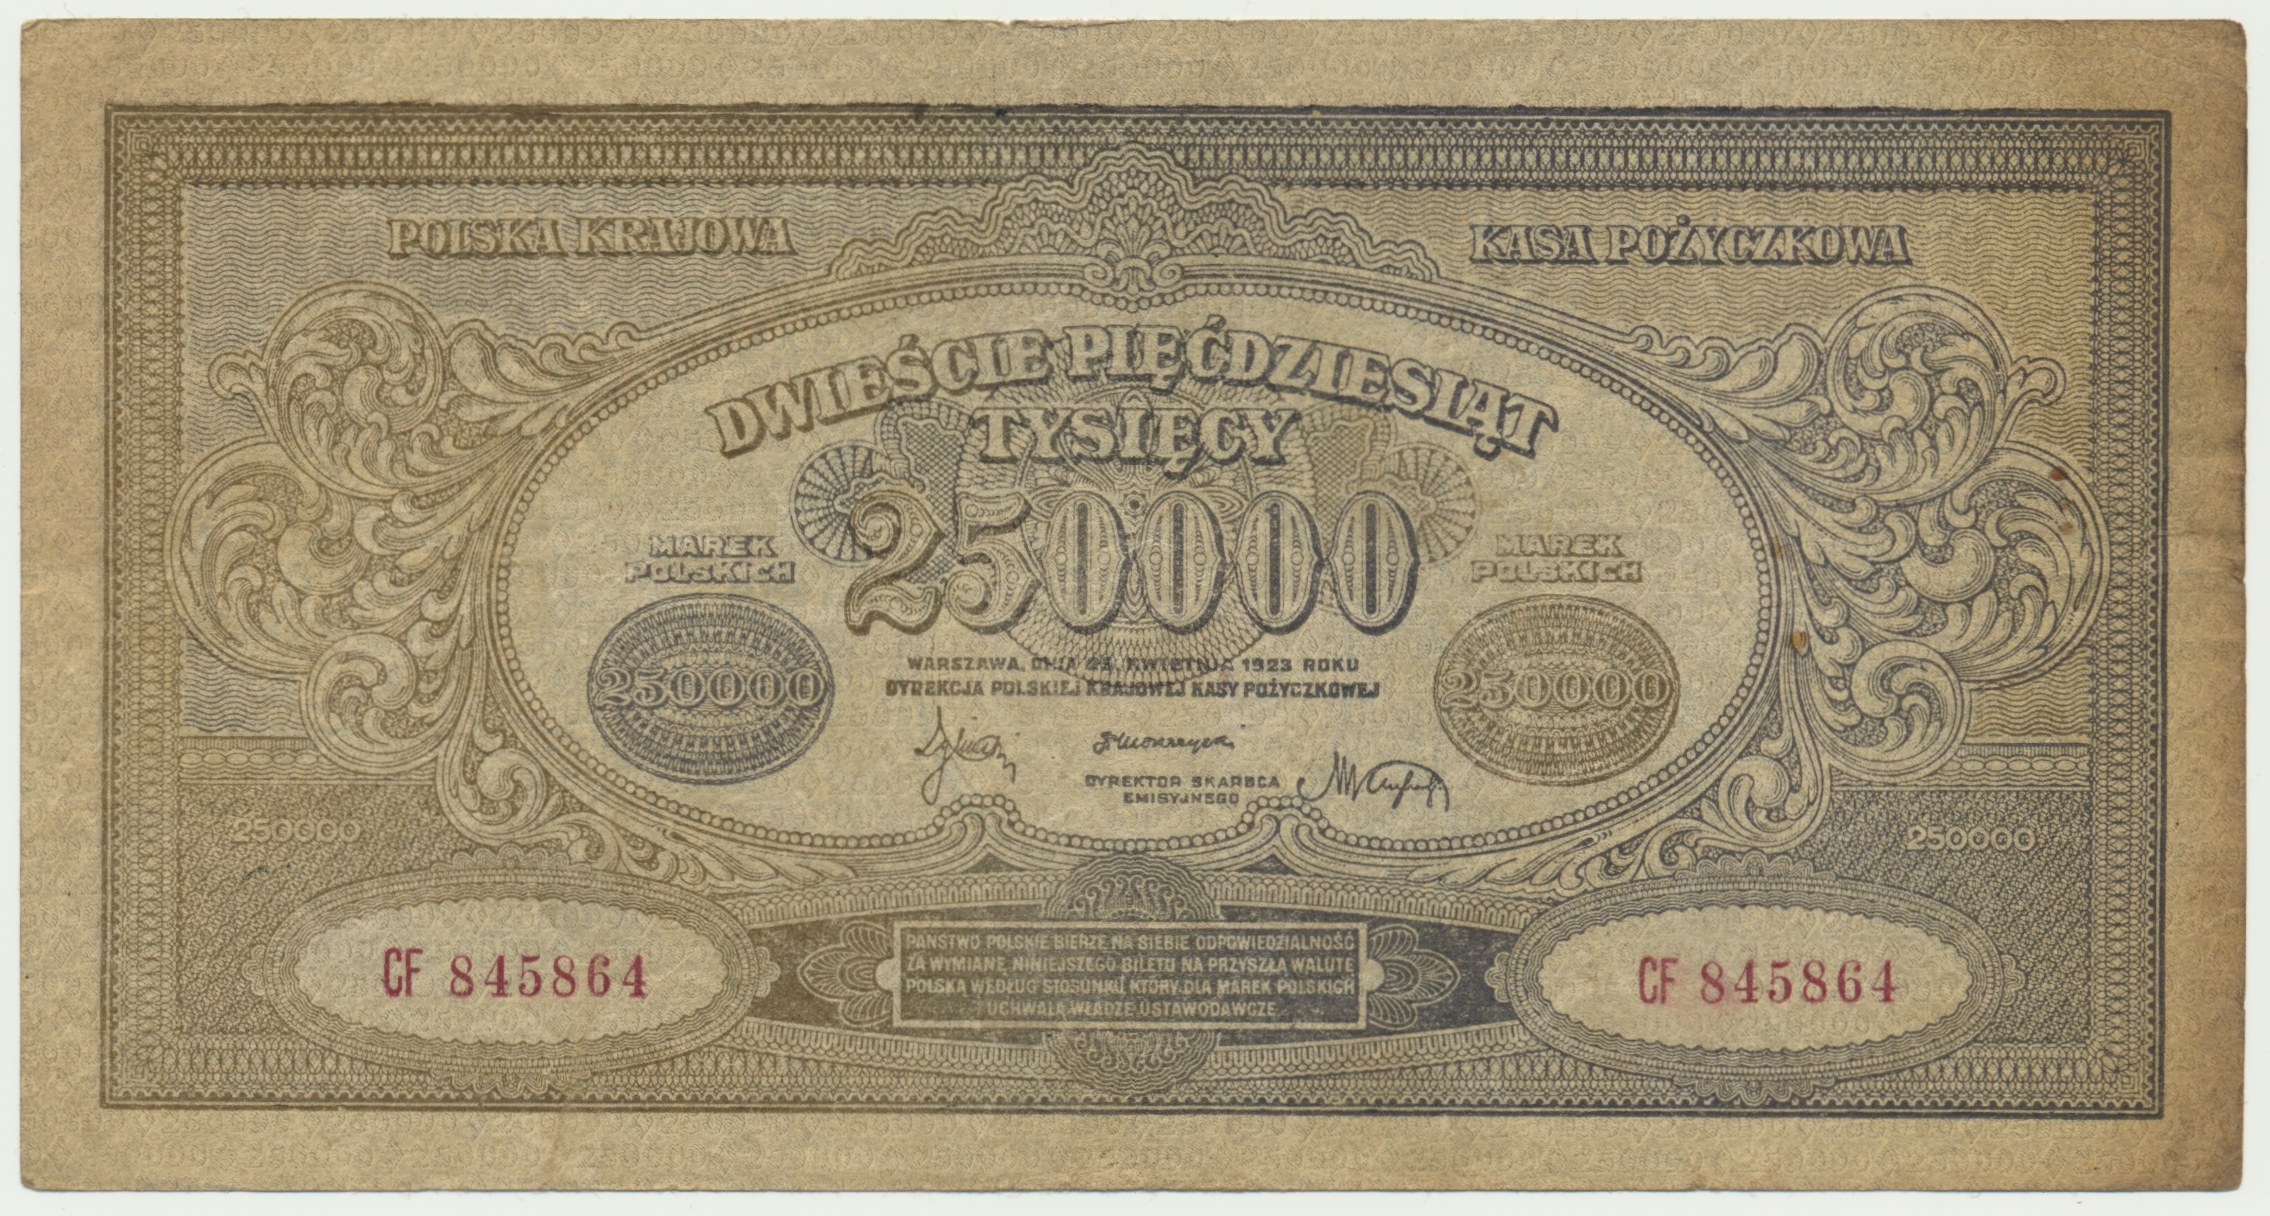 POLSKA KRAJOWA
KASA POŻYCZKOWA
DWIEŚCIE PIĘĆDZIESIĄT
TYSIĘCY
250000
MAREK
POLSKICH
250000
MAREK
POLSKICH
250000
WARSZAWA, DNIA 25. KWIETNIA 1923 ROKU
DYREKCJA POLSKIEJ KRAJOWEJ KASY POŻYCZKOWEJ
DYREKTOR SKARBCA
EMISYJNEGO
250000
250000
CF 845864
PAŃSTWO POLSKIE BIERZE NA SIEBIE ODPOWIEDZIALNOŚĆ
ZA WYMIANĘ NINIEJSZEGO BILETU NA PRZYSZŁĄ WALUTĘ
POLSKĄ WEDŁUG STOSUNKU, KTÓRY DLA MAREK POLSKICH
UCHWALĄ WŁADZE USTAWODAWCZE
CF 845864